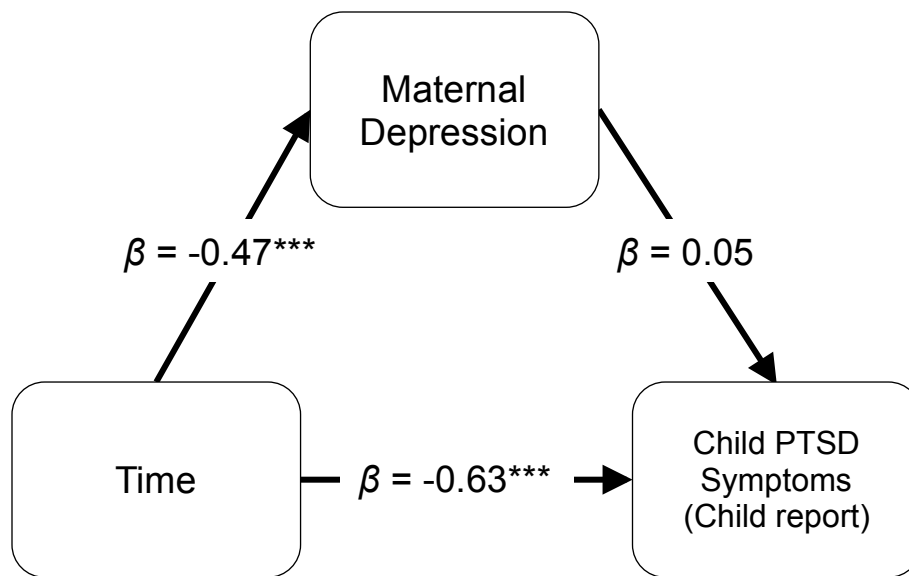 Maternal
Depression
β = -0.47***
β = 0.05
Time
β = -0.63***
Child PTSD
Symptoms
(Child report)